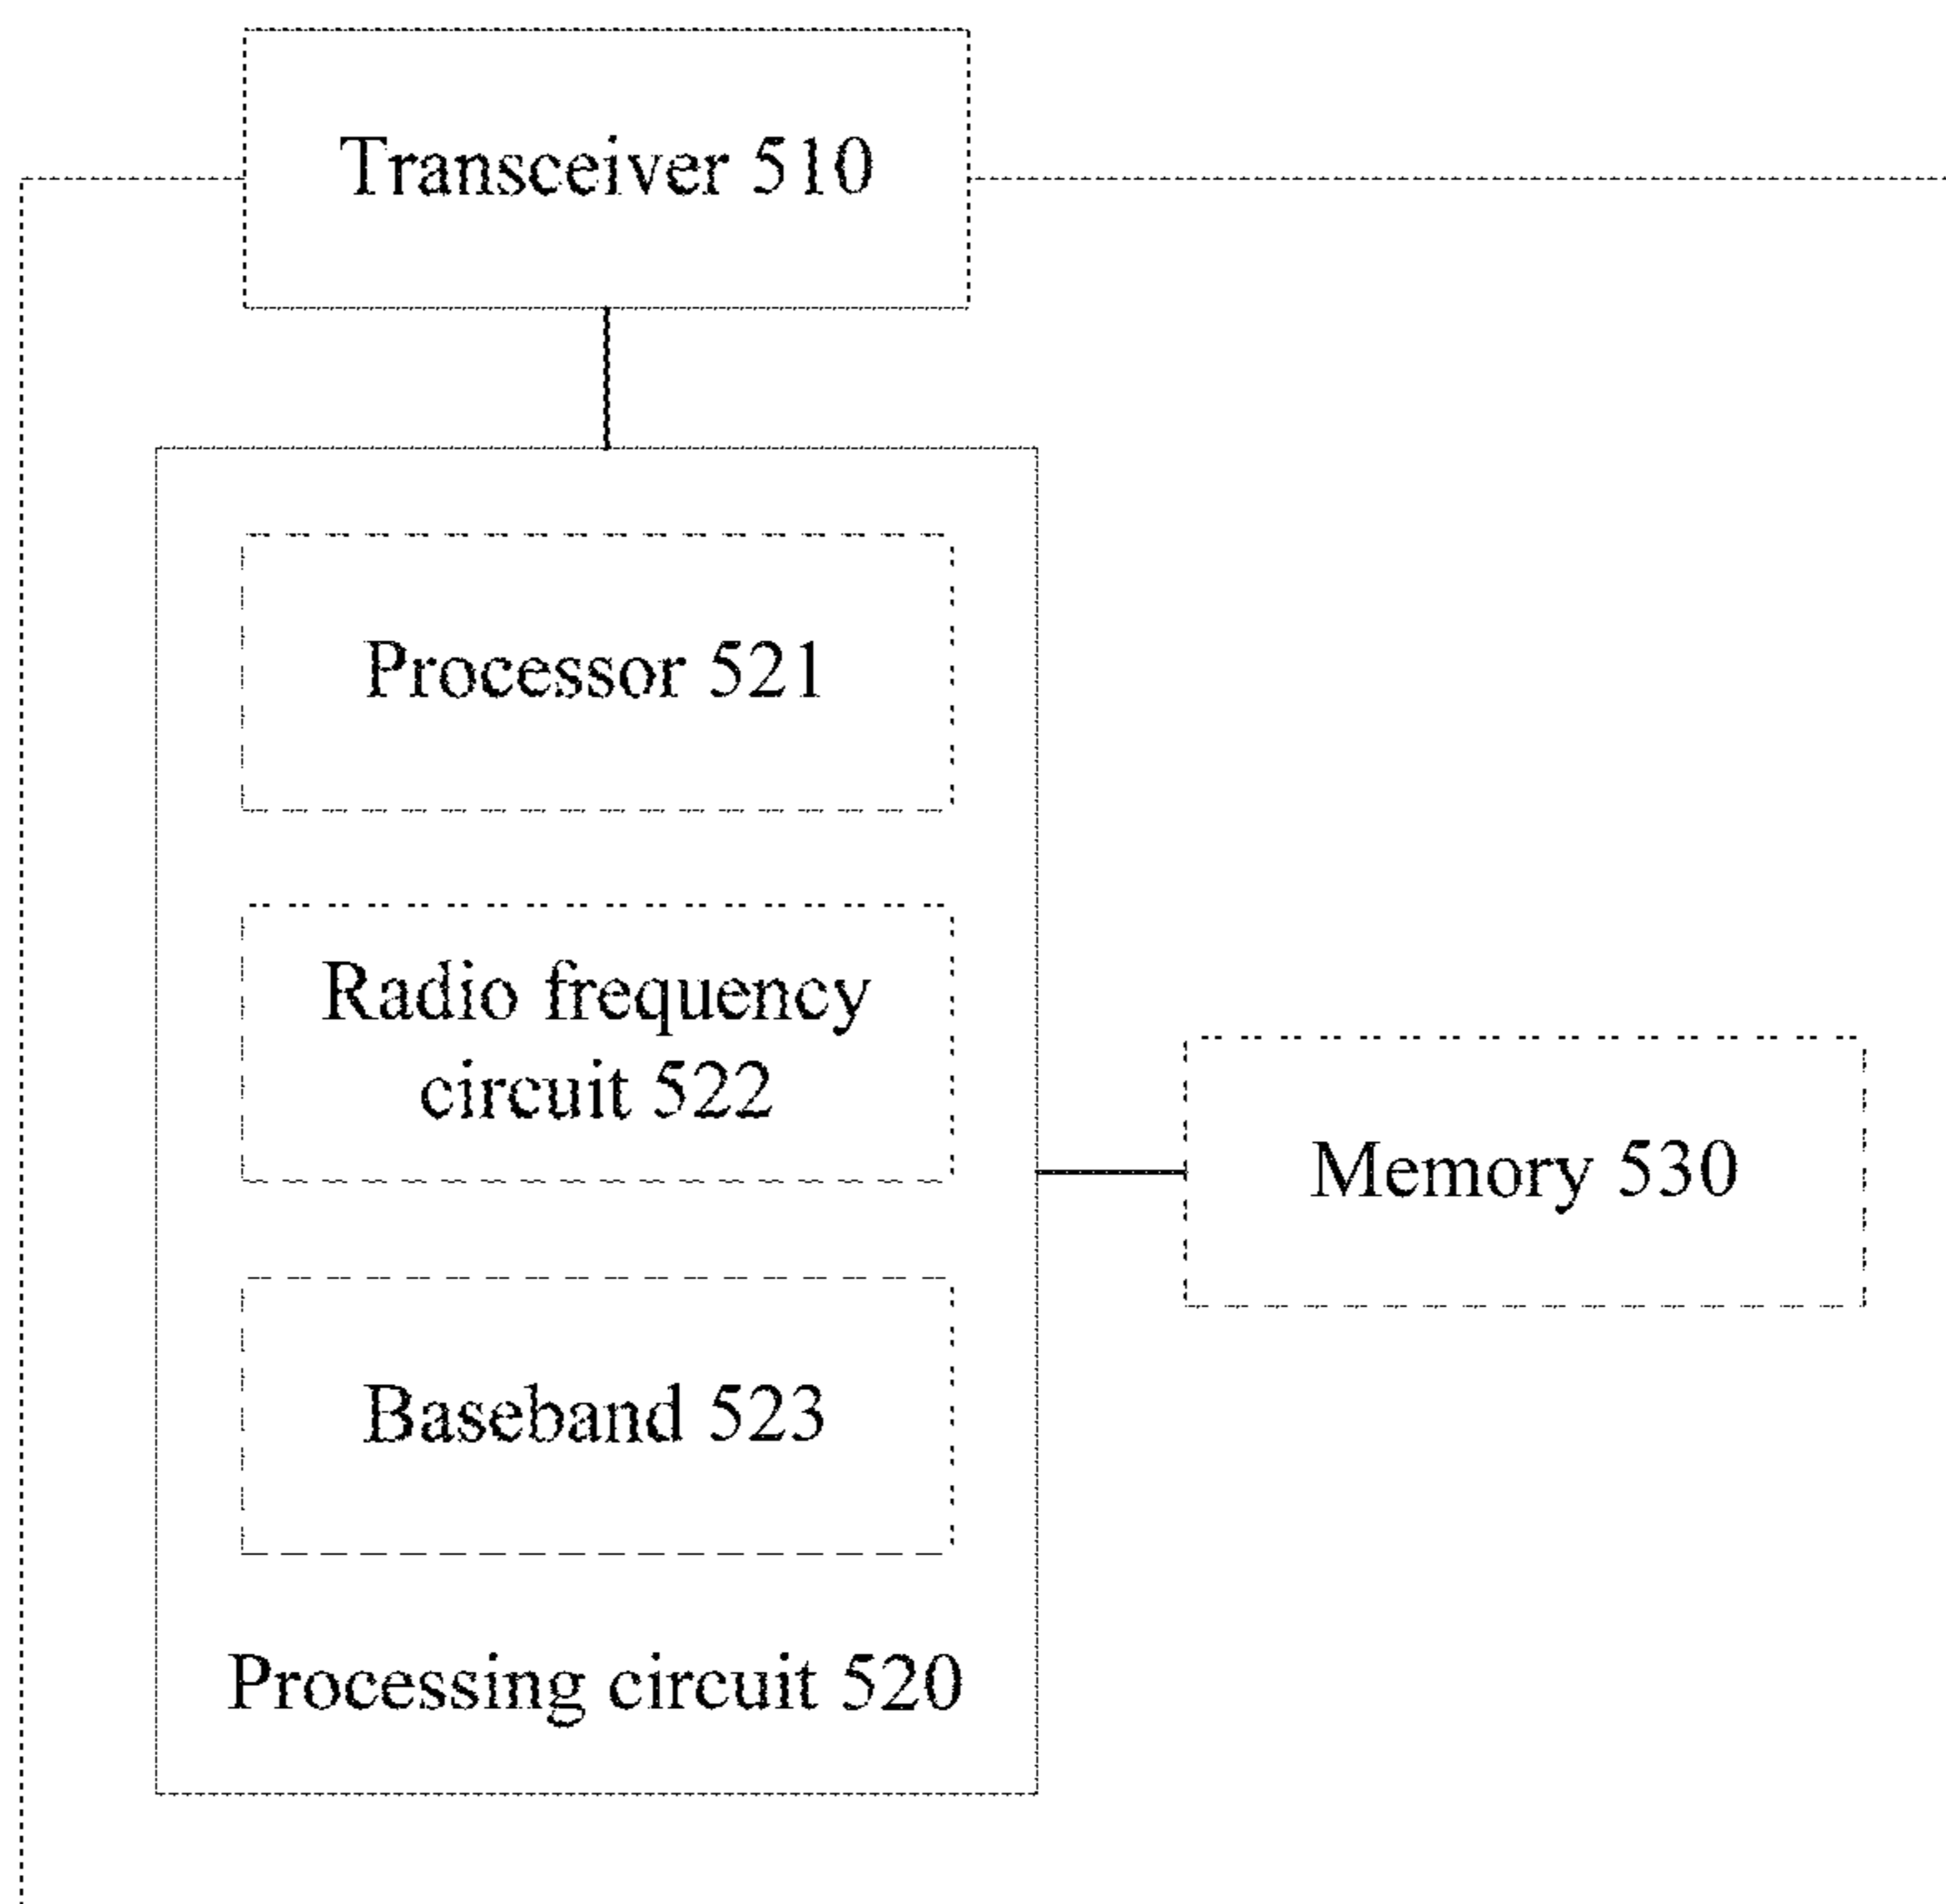 Transceiver 510
Processor 521
Radio frequency
circuit 522
Baseband 523
Processing circuit 520
Memory 530